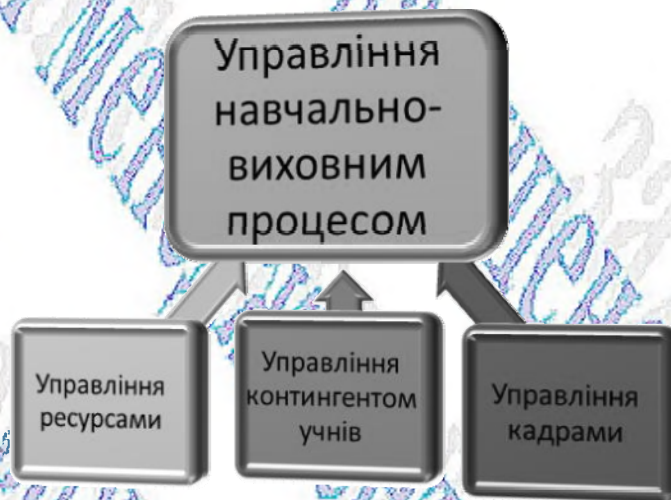 Управління
навчально-
виховним
процесом
Управління
ресурсами
Управління
контингентом
учнів
Управління
кадрами